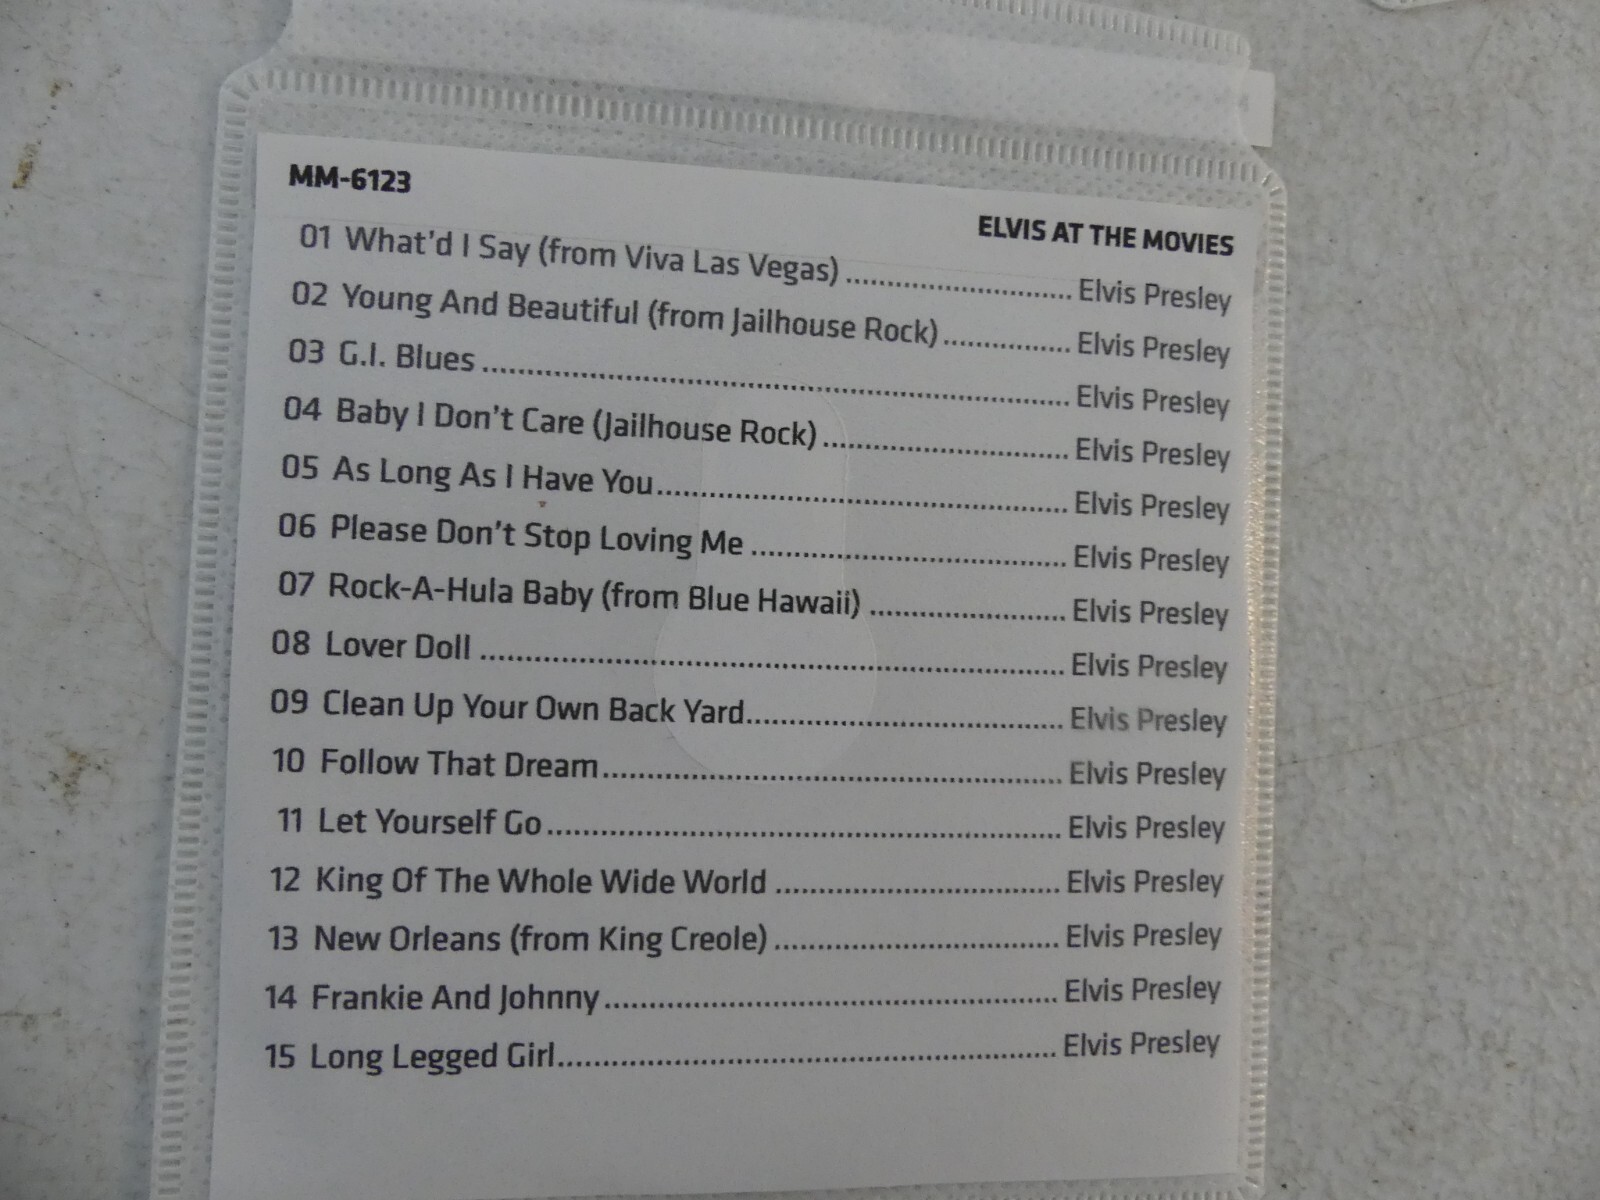 MM-6123
ELVIS AT THE MOVIES
01 What'd I Say (from Viva Las Vegas) ........................ Elvis Presley
02 Young And Beautiful (from Jailhouse Rock) .............. Elvis Presley
03 G.I. Blues ................................................................ Elvis Presley
04 Baby I Don't Care (Jailhouse Rock) ........................... Elvis Presley
05 As Long As I Have You ............................................. Elvis Presley
06 Please Don't Stop Loving Me ................................... Elvis Presley
07 Rock-A-Hula Baby (from Blue Hawaii) ...................... Elvis Presley
08 Lover Doll ................................................................ Elvis Presley
09 Clean Up Your Own Back Yard ................................... Elvis Presley
10 Follow That Dream ................................................... Elvis Presley
11 Let Yourself Go ......................................................... Elvis Presley
12 King Of The Whole Wide World ............................... Elvis Presley
13 New Orleans (from King Creole) ............................... Elvis Presley
14 Frankie And Johnny .................................................. Elvis Presley
15 Long Legged Girl ....................................................... Elvis Presley